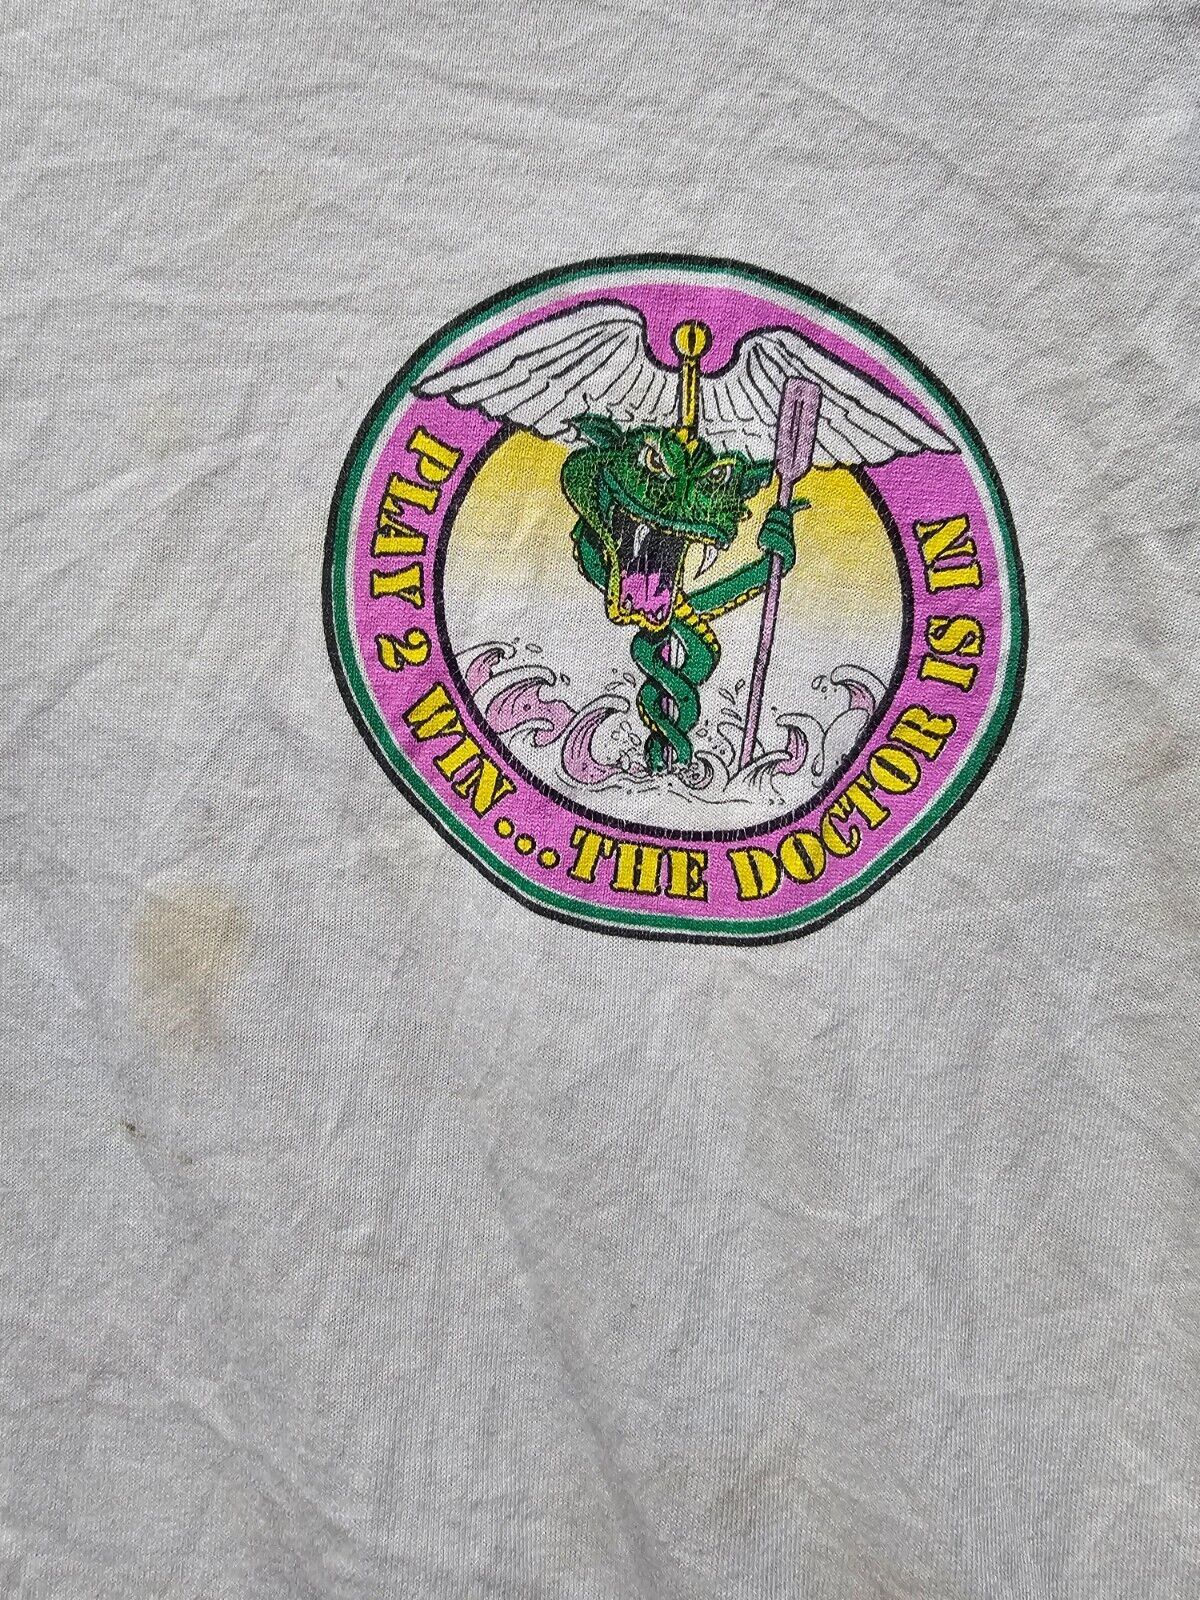 PLAY 2 WIN...THE DOCTOR IS IN